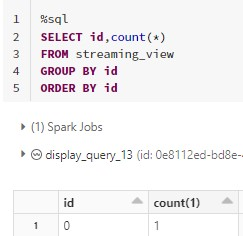 1 %sql
2 SELECT id,count(*)
3 FROM streaming_view
4 GROUP BY id
5 ORDER BY id
(1) Spark Jobs
display_query_13 (id: 0e8112ed-bd8e-
id count(1)
1 0 1